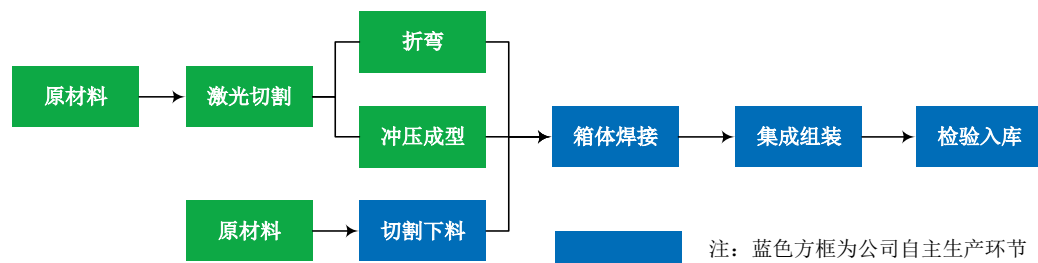 折弯
原材料
激光切割
冲压成型
箱体焊接
集成组装
检验入库
原材料
切割下料
注：蓝色方框为公司自主生产环节